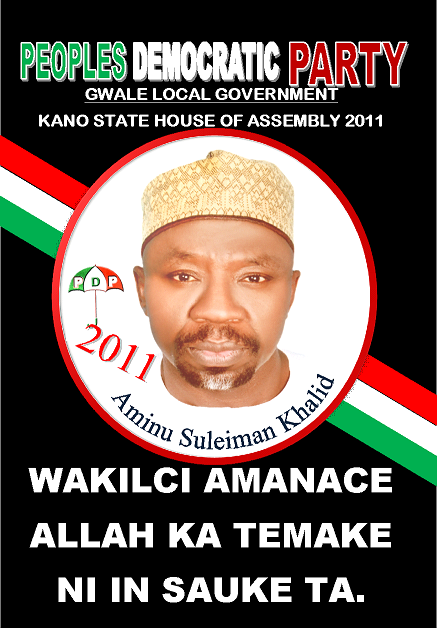 PEOPLES DEMOCRATIC PARTY
GWALE LOCAL GOVERNMENT
KANO STATE HOUSE OF ASSEMBLY 2011
PDP
2011
Aminu Suleiman Khalid
WAKILCI AMANACE
ALLAH KA TEMAKE
NI IN SAUKE TA.